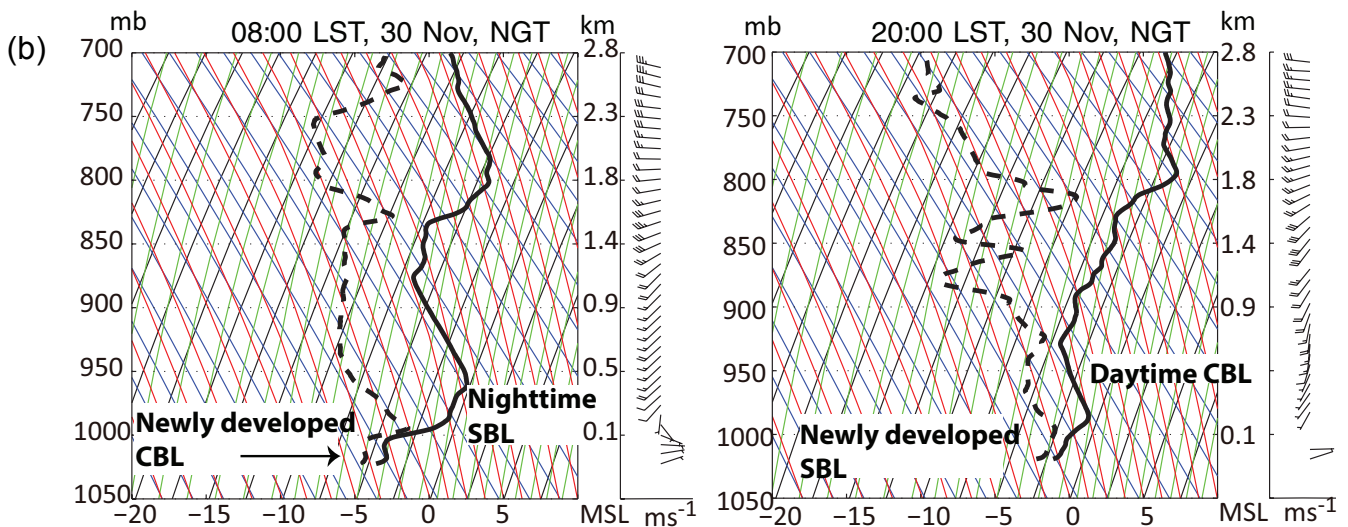 (b)
mb 08:00 LST, 30 Nov, NGT km
700 2.8
750 2.3
800 1.8
850 1.4
900 0.9
950 0.5
1000 0.1
1050
Nighttime
SBL
Newly developed
CBL
−20 −15 −10 −5 0 5 MSL ms-1
mb 20:00 LST, 30 Nov, NGT km
700 2.8
750 2.3
800 1.8
850 1.4
900 0.9
950 0.5
1000 0.1
1050
Daytime CBL
Newly developed
SBL
−20 −15 −10 −5 0 5 MSL ms-1